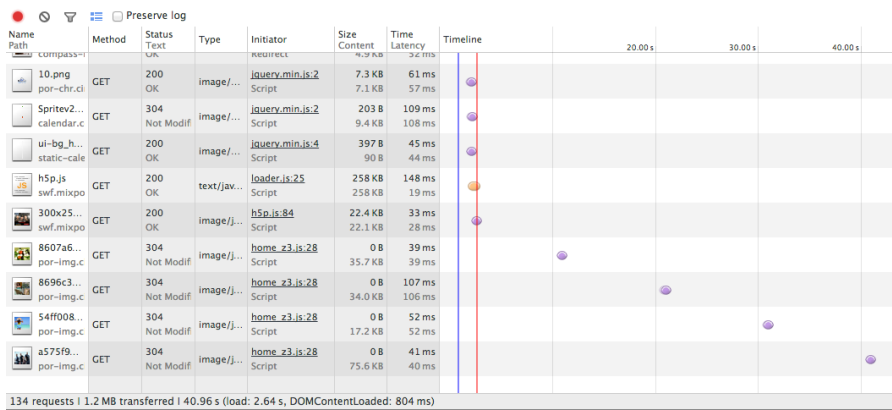 Preserve log
Name Path Method Status Text Type Initiator Size Content Time Latency Timeline
20.00 s 30.00 s 40.00 s
compass-i OK Redirect 4.9 KB 52 ms
10.png GET 200 image/... jquery.min.js:2 7.3 KB 61 ms
por-chr.ci OK Script 7.1 KB 57 ms
Spritev2... GET 304 image/... jquery.min.js:2 203 B 109 ms
calendar.c Not Modifi Script 9.4 KB 108 ms
ui-bg_h... GET 200 image/... jquery.min.js:4 397 B 45 ms
static-cale OK Script 90 B 44 ms
JS h5p.js GET 200 text/jav... loader.js:25 258 KB 148 ms
swf.mixpo OK Script 258 KB 19 ms
300x25... GET 200 image/j... h5p.js:84 22.4 KB 33 ms
swf.mixpo OK Script 22.1 KB 28 ms
8607a6... GET 304 image/j... home_z3.js:28 0 B 39 ms
por-img.c Not Modifi Script 35.7 KB 39 ms
8696c3... GET 304 image/j... home_z3.js:28 0 B 107 ms
por-img.c Not Modifi Script 34.0 KB 106 ms
54ff008... GET 304 image/j... home_z3.js:28 0 B 52 ms
por-img.c Not Modifi Script 17.2 KB 52 ms
a575f9... GET 304 image/j... home_z3.js:28 0 B 41 ms
por-img.c Not Modifi Script 75.6 KB 40 ms
134 requests | 1.2 MB transferred | 40.96 s (load: 2.64 s, DOMContentLoaded: 804 ms)